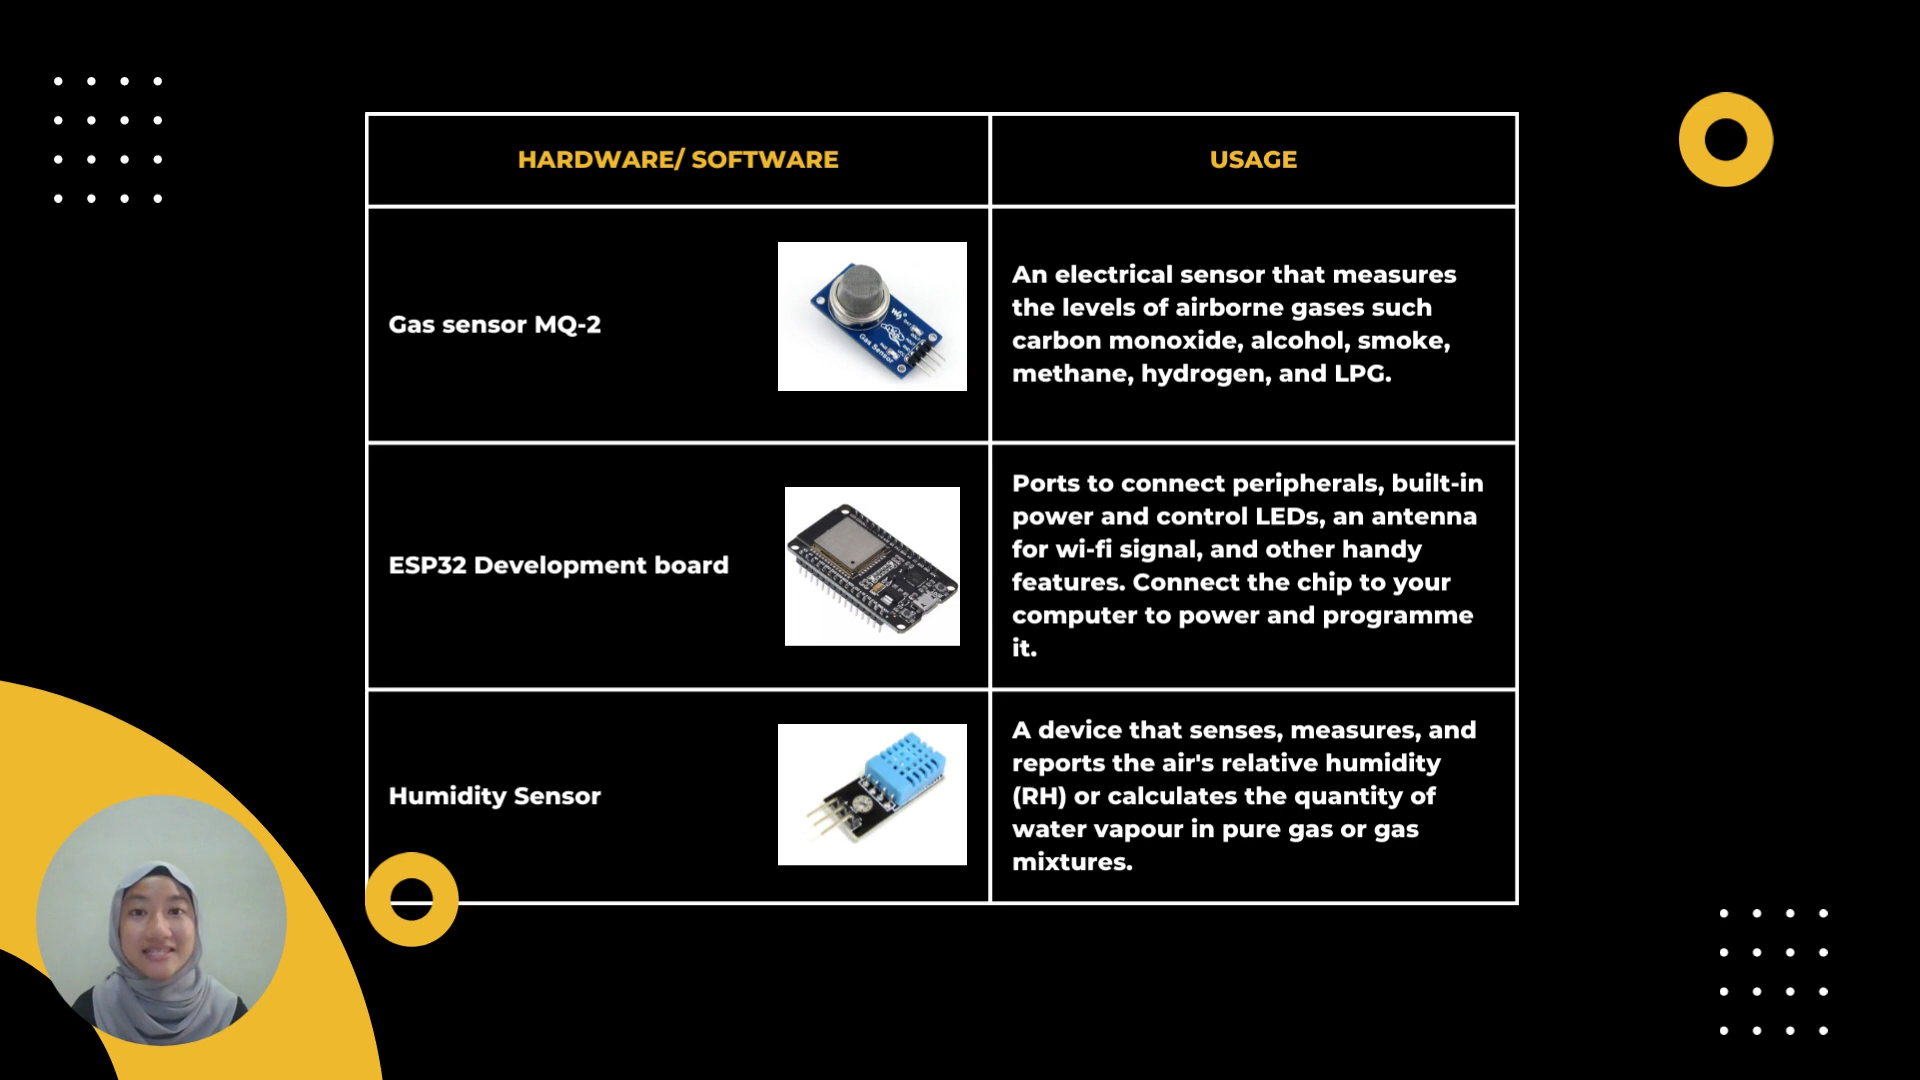 HARDWARE/ SOFTWARE
USAGE
Gas sensor MQ-2
Gas Sensor
An electrical sensor that measures
the levels of airborne gases such
carbon monoxide, alcohol, smoke,
methane, hydrogen, and LPG.
ESP32 Development board
Ports to connect peripherals, built-in
power and control LEDs, an antenna
for wi-fi signal, and other handy
features. Connect the chip to your
computer to power and programme
it.
Humidity Sensor
A device that senses, measures, and
reports the air's relative humidity
(RH) or calculates the quantity of
water vapour in pure gas or gas
mixtures.